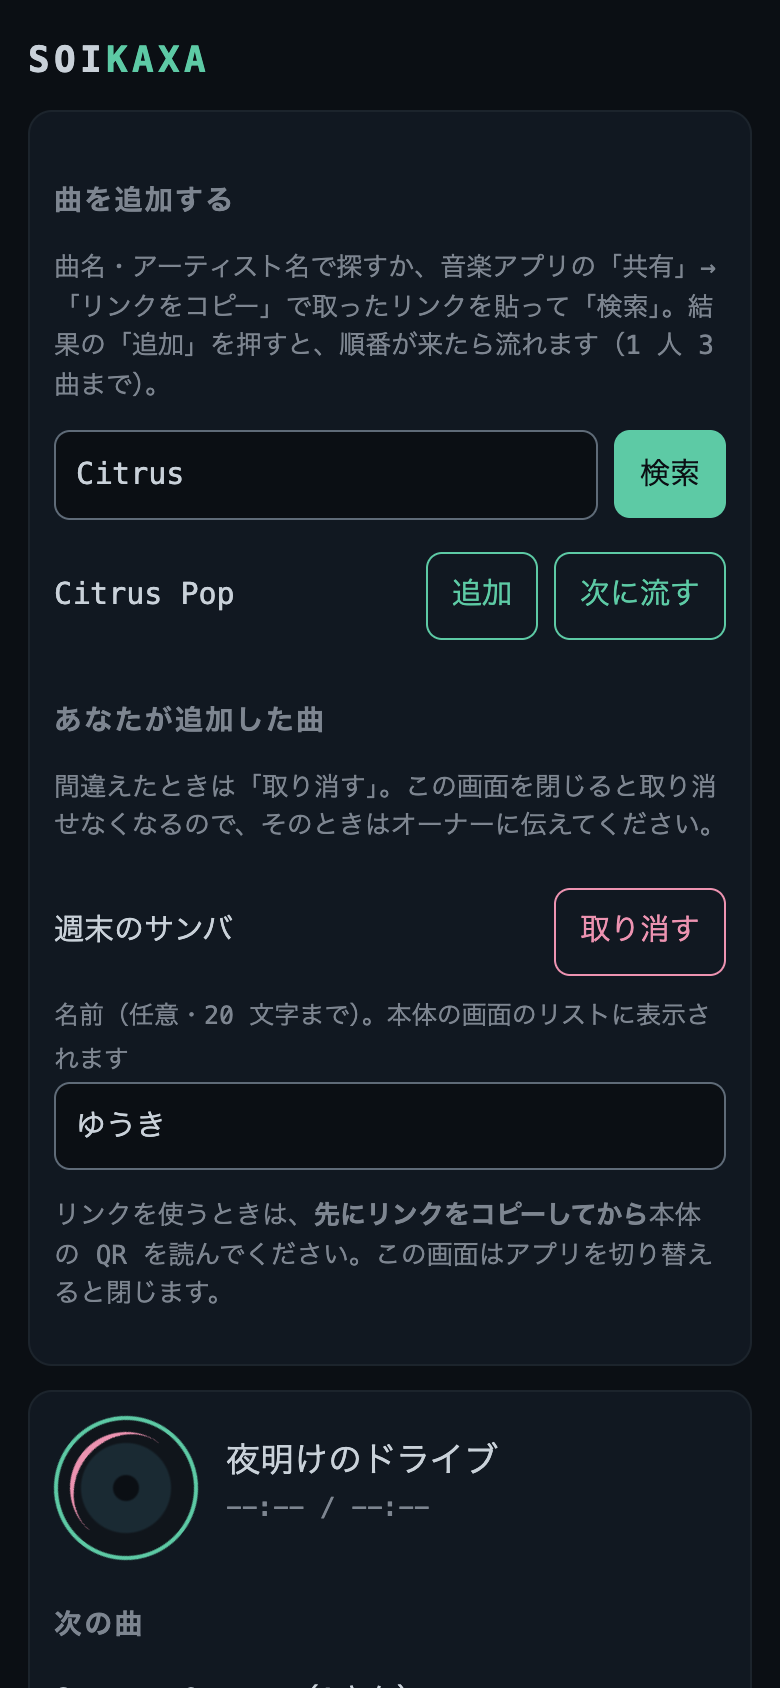 SOIKAXA
曲を追加する
曲名・アーティスト名で探すか、音楽アプリの「共有」→
「リンクをコピー」で取ったリンクを貼って「検索」。結
果の「追加」を押すと、順番が来たら流れます（1 人 3
曲まで）。
Citrus
検索
Citrus Pop
追加
次に流す
あなたが追加した曲
間違えたときは「取り消す」。この画面を閉じると取り消
せなくなるので、そのときはオーナーに伝えてください。
週末のサンバ
取り消す
名前（任意・20 文字まで）。本体の画面のリストに表示さ
れます
ゆうき
リンクを使うときは、先にリンクをコピーしてから本体
の QR を読んでください。この画面はアプリを切り替え
ると閉じます。
夜明けのドライブ
--:-- / --:--
次の曲